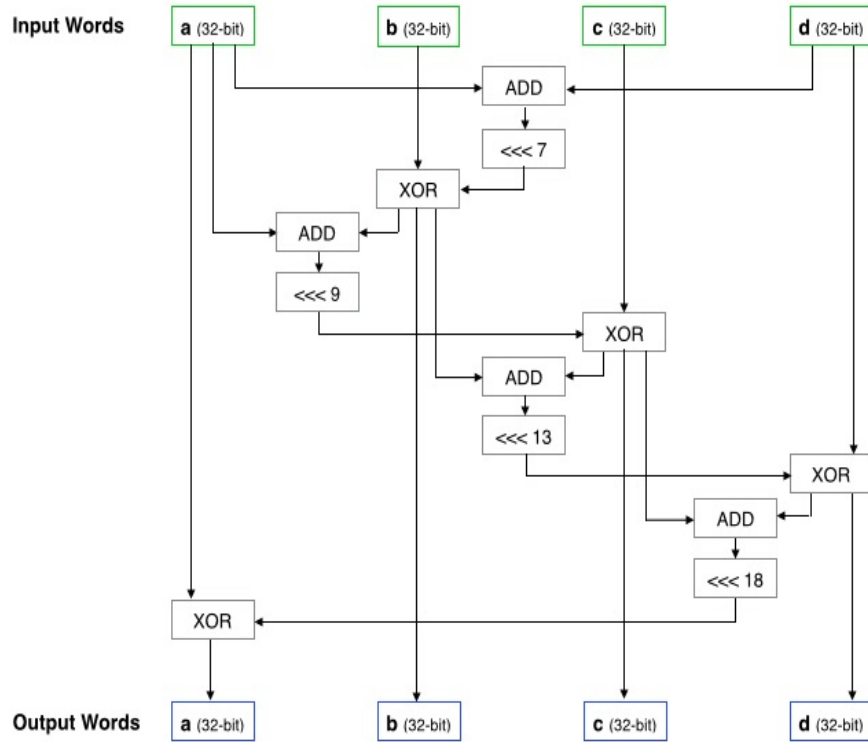 Input Words
a (32-bit)
b (32-bit)
c (32-bit)
d (32-bit)
ADD
<<< 7
XOR
ADD
<<< 9
XOR
ADD
<<< 13
XOR
ADD
<<< 18
XOR
Output Words
a (32-bit)
b (32-bit)
c (32-bit)
d (32-bit)